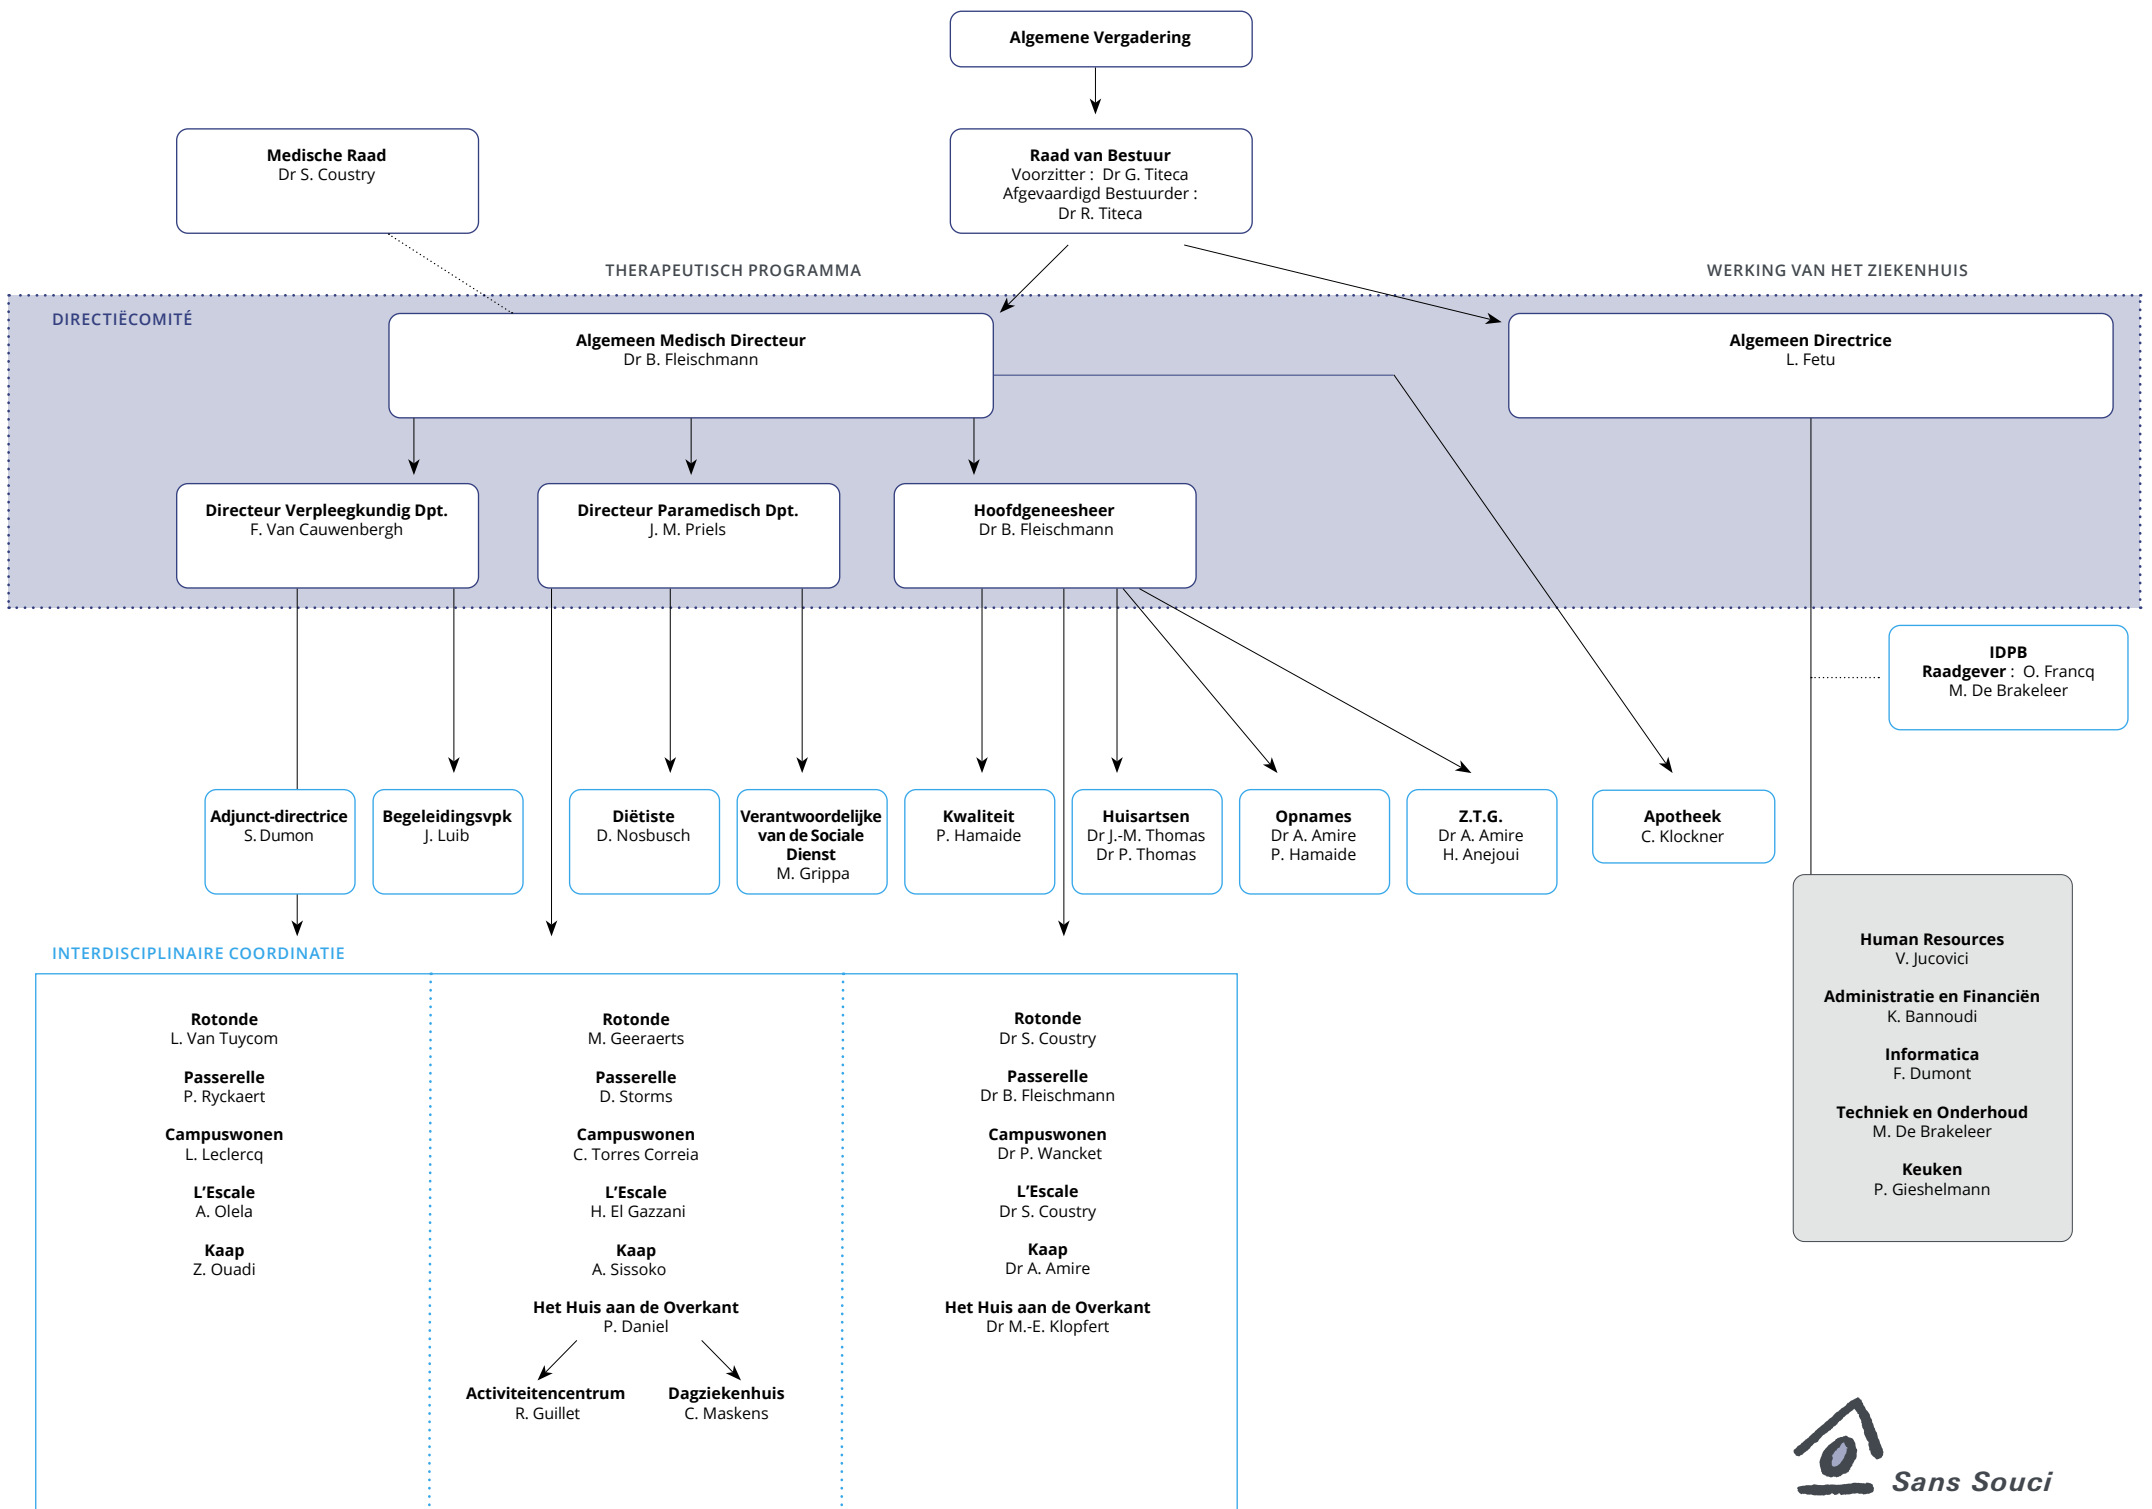 Algemene Vergadering
Medische Raad
Dr S. Coustry
Raad van Bestuur
Voorzitter : Dr G. Titeca
Afgevaardigd Bestuurder :
Dr R. Titeca
THERAPEUTISCH PROGRAMMA
WERKING VAN HET ZIEKENHUIS
DIRECTIËCOMITÉ
Algemeen Medisch Directeur
Dr B. Fleischmann
Algemeen Directrice
L. Fetu
Directeur Verpleegkundig Dpt.
F. Van Cauwenbergh
Directeur Paramedisch Dpt.
J. M. Priels
Hoofdgeneesheer
Dr B. Fleischmann
IDPB
Raadgever : O. Francq
M. De Brakeleer
Adjunct-directrice
S. Dumon
Begeleidingsvpk
J. Luib
Diëtiste
D. Nosbusch
Verantwoordelijke
van de Sociale
Dienst
M. Grippa
Kwaliteit
P. Hamaide
Huisartsen
Dr J.-M. Thomas
Dr P. Thomas
Opnames
Dr A. Amire
P. Hamaide
Z.T.G.
Dr A. Amire
H. Anejoui
Apotheek
C. Klockner
Human Resources
V. Jucovici
Administratie en Financiën
K. Bannoudi
Informatica
F. Dumont
Techniek en Onderhoud
M. De Brakeleer
Keuken
P. Gieshelmann
INTERDISCIPLINAIRE COORDINATIE
Rotonde
L. Van Tuycom
Passerelle
P. Ryckaert
Campuswonen
L. Leclercq
L'Escale
A. Olela
Kaap
Z. Ouadi
Rotonde
M. Geeraerts
Passerelle
D. Storms
Campuswonen
C. Torres Correia
L'Escale
H. El Gazzani
Kaap
A. Sissoko
Het Huis aan de Overkant
P. Daniel
Activiteitencentrum
R. Guillet
Dagziekenhuis
C. Maskens
Rotonde
Dr S. Coustry
Passerelle
Dr B. Fleischmann
Campuswonen
Dr P. Wancket
L'Escale
Dr S. Coustry
Kaap
Dr A. Amire
Het Huis aan de Overkant
Dr M.-E. Klopfert
Sans Souci